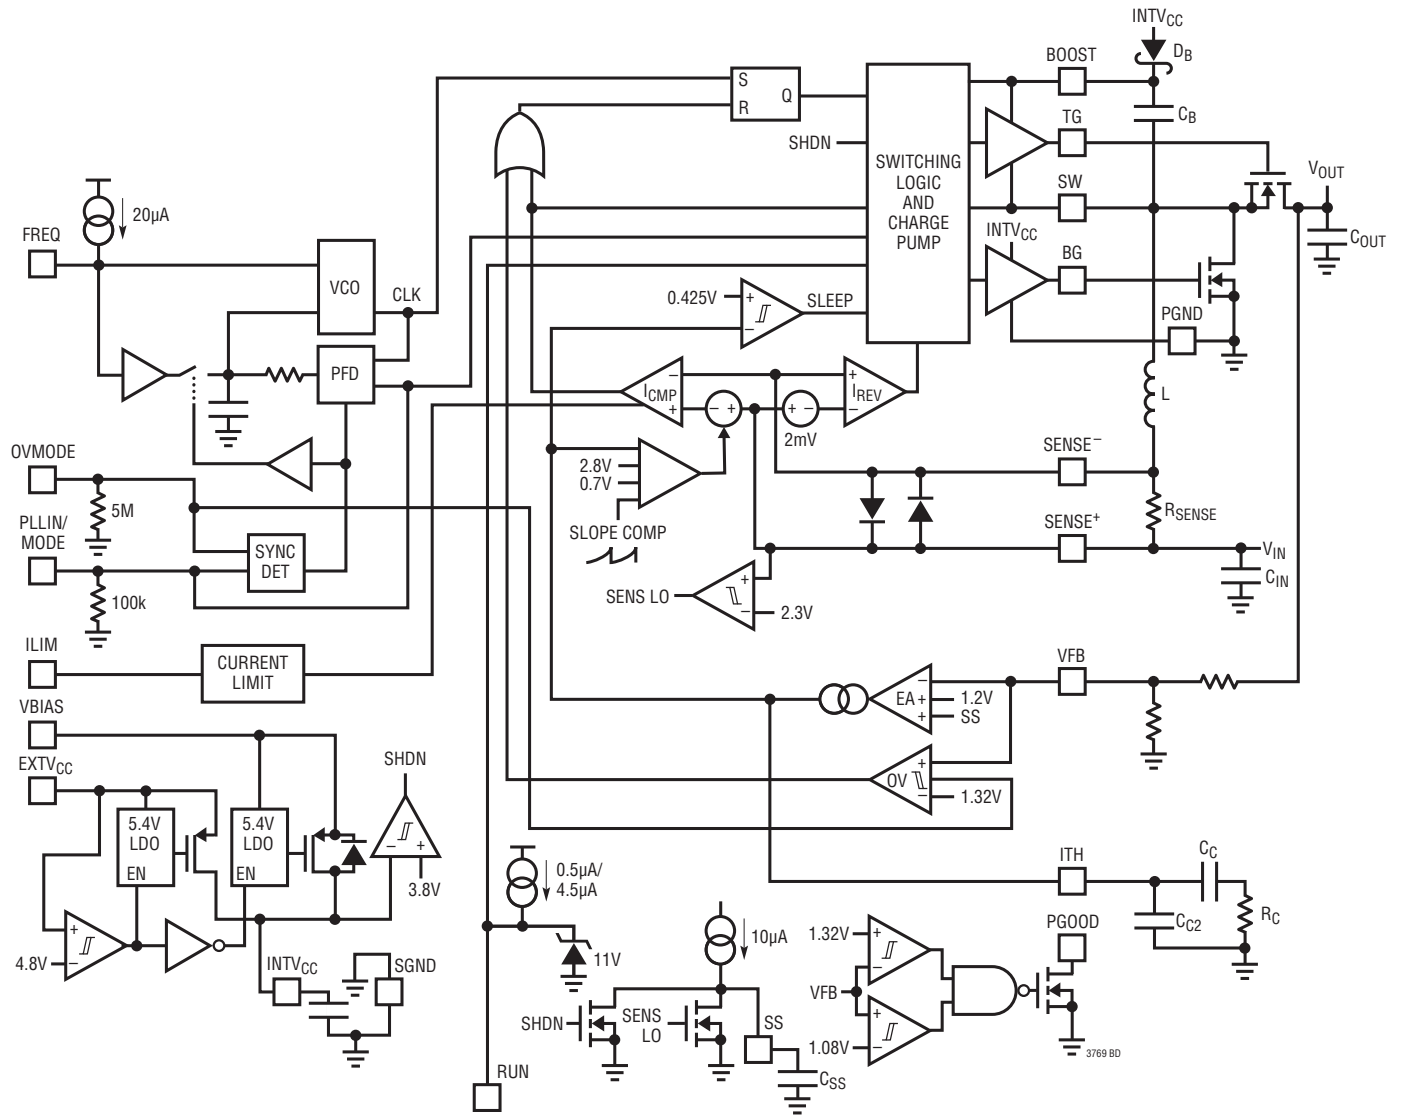 INTVCC
DB
BOOST
CB
TG
SW
VOUT
COUT
INTVCC
BG
PGND
L
S
R
Q
SHDN
SWITCHING
LOGIC
AND
CHARGE
PUMP
20µA
FREQ
VCO
CLK
PFD
0.425V
+
−
SLEEP
ICMP
−
+
− +
+ −
2mV
+
IREV
−
2.8V
0.7V
SLOPE COMP
SENSE−
RSENSE
SENSE+
VIN
CIN
SENS LO
+
−
2.3V
OVMODE
5M
PLLIN/
MODE
100k
SYNC
DET
ILIM
CURRENT
LIMIT
VFB
EA
−
+
+
1.2V
SS
OV
+
−
1.32V
VBIAS
EXTVCC
5.4V
LDO
EN
5.4V
LDO
EN
SHDN
− +
3.8V
+
−
4.8V
INTVCC
SGND
0.5µA/
4.5µA
11V
RUN
10µA
SHDN
SENS
LO
SS
CSS
ITH
CC
CC2
RC
PGOOD
1.32V
+
−
VFB
+
−
1.08V
3769 BD